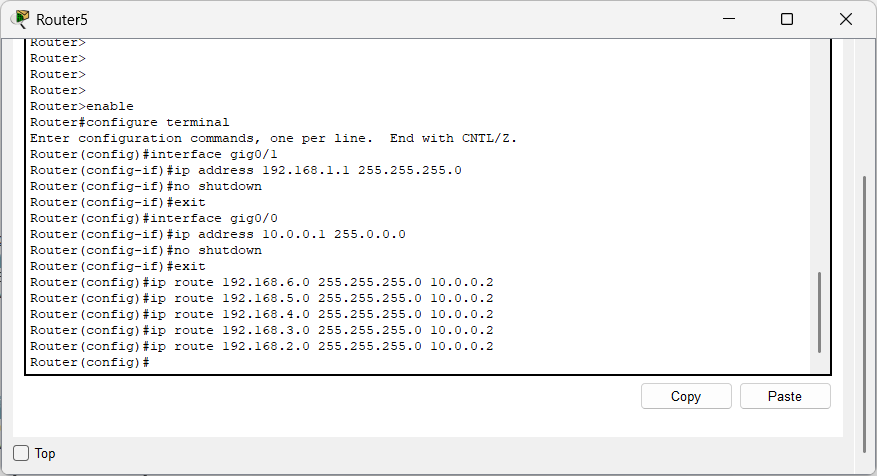 Router5
Router>
Router>
Router>
Router>
Router>enable
Router#configure terminal
Enter configuration commands, one per line.  End with CNTL/Z.
Router(config)#interface gig0/1
Router(config-if)#ip address 192.168.1.1 255.255.255.0
Router(config-if)#no shutdown
Router(config-if)#exit
Router(config)#interface gig0/0
Router(config-if)#ip address 10.0.0.1 255.0.0.0
Router(config-if)#no shutdown
Router(config-if)#exit
Router(config)#ip route 192.168.6.0 255.255.255.0 10.0.0.2
Router(config)#ip route 192.168.5.0 255.255.255.0 10.0.0.2
Router(config)#ip route 192.168.4.0 255.255.255.0 10.0.0.2
Router(config)#ip route 192.168.3.0 255.255.255.0 10.0.0.2
Router(config)#ip route 192.168.2.0 255.255.255.0 10.0.0.2
Router(config)#
Copy Paste
Top